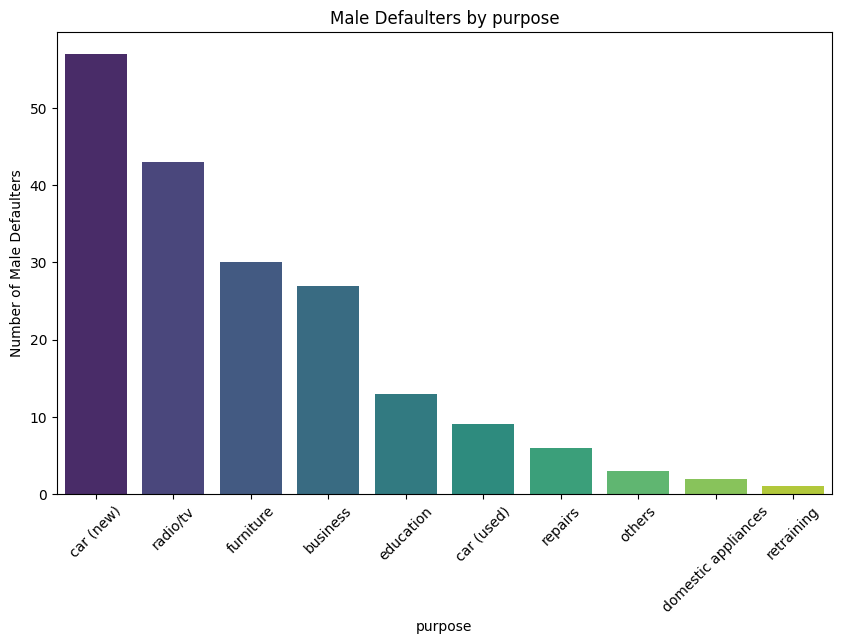 Male Defaulters by purpose
Number of Male Defaulters
50
40
30
20
10
0
car (new)
radio/tv
furniture
business
education
car (used)
repairs
others
domestic appliances
retraining
purpose